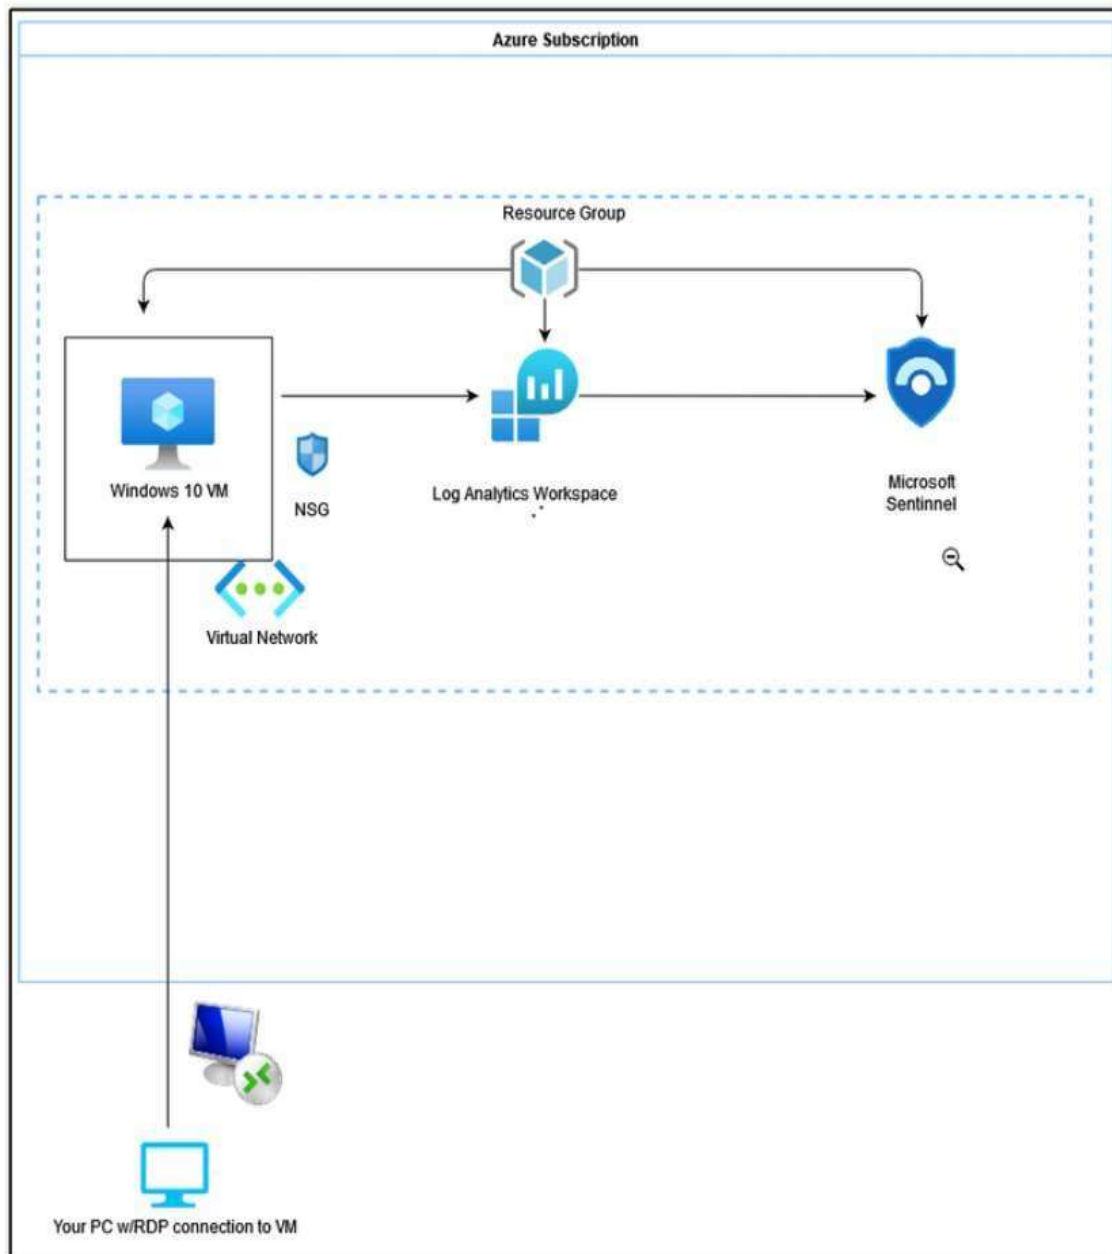 Azure Subscription
Resource Group
Windows 10 VM
NSG
Log Analytics Workspace
Microsoft
Sentinnel
Virtual Network
Your PC w/RDP connection to VM